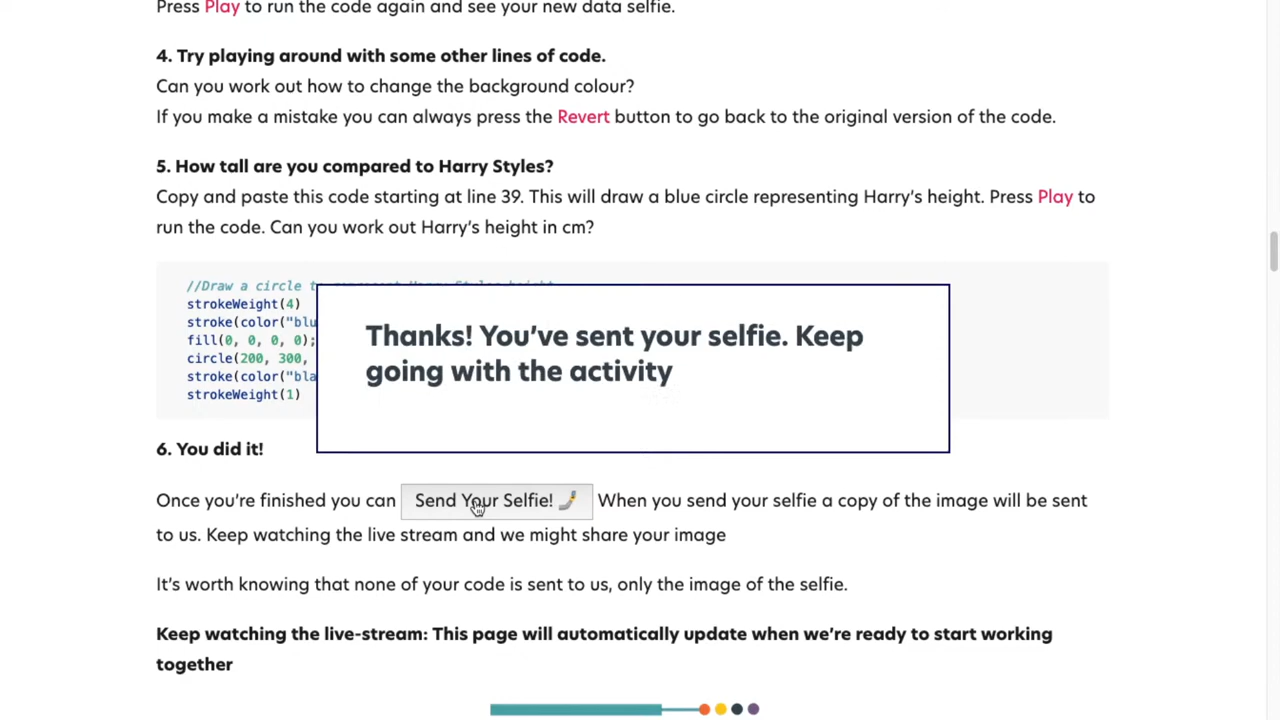 Press Play to run the code again and see your new data selfie.
4. Try playing around with some other lines of code.
Can you work out how to change the background colour?
If you make a mistake you can always press the Revert button to go back to the original version of the code.
5. How tall are you compared to Harry Styles?
Copy and paste this code starting at line 39. This will draw a blue circle representing Harry's height. Press Play to
run the code. Can you work out Harry's height in cm?
//Draw a circle
strokeWeight(4)
stroke(color("blu
fill(0, 0, 0, 0);
circle(200, 300,
stroke(color("bla
strokeWeight(1)
Thanks! You've sent your selfie. Keep
going with the activity
6. You did it!
Once you're finished you can Send Your Selfie! 🤳 When you send your selfie a copy of the image will be sent
to us. Keep watching the live stream and we might share your image
It's worth knowing that none of your code is sent to us, only the image of the selfie.
Keep watching the live-stream: This page will automatically update when we're ready to start working
together